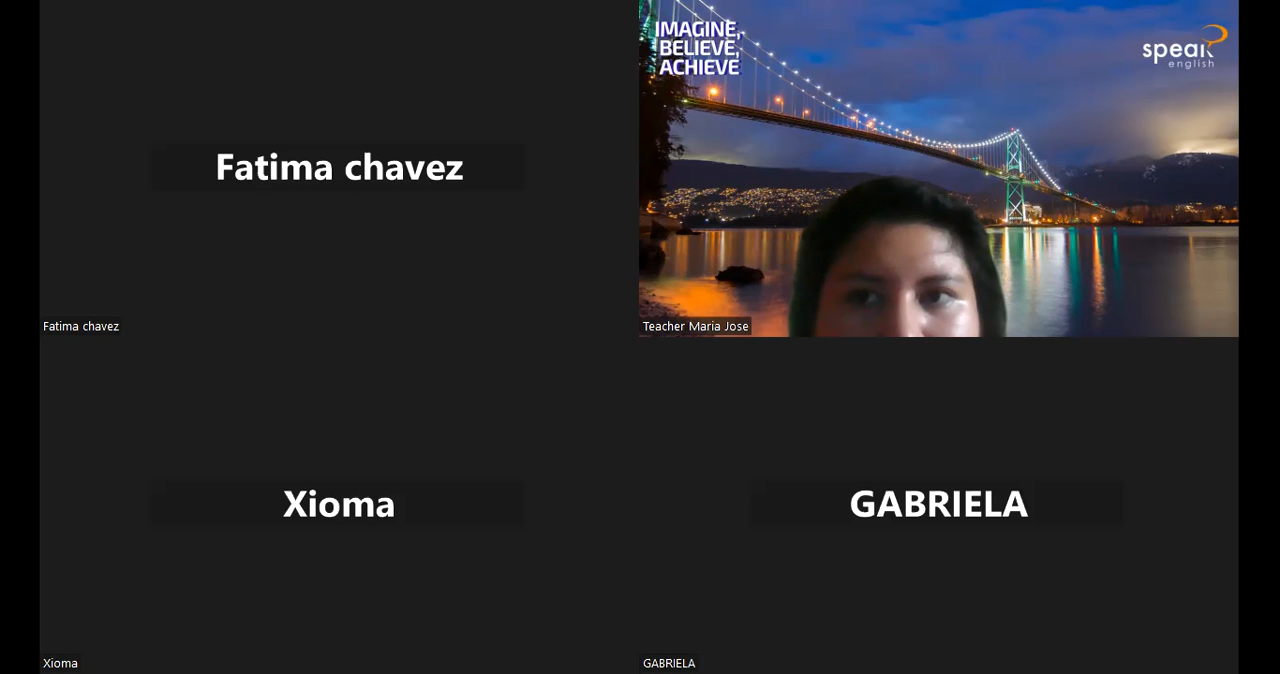 Fatima chavez
Fatima chavez
IMAGINE,
BELIEVE,
ACHIEVE
speak
english
Teacher Maria Jose
Xioma
Xioma
GABRIELA
GABRIELA